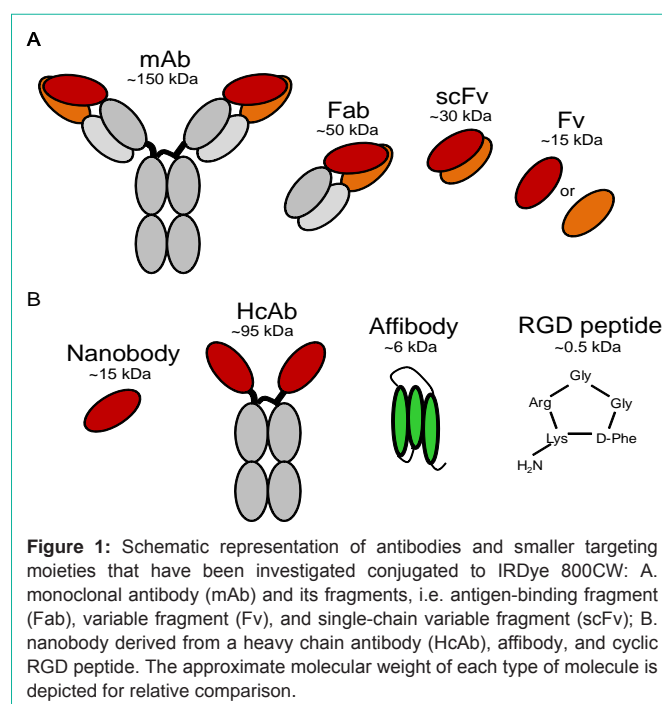 A
mAb
~150 kDa
Fab
~50 kDa
scFv
~30 kDa
Fv
~15 kDa
or
B
Nanobody
~15 kDa
HcAb
~95 kDa
Affibody
~6 kDa
RGD peptide
~0.5 kDa
Gly
Arg
Gly
Lys
D-Phe
H₂N
Figure 1: Schematic representation of antibodies and smaller targeting
moieties that have been investigated conjugated to IRDye 800CW: A.
monoclonal antibody (mAb) and its fragments, i.e. antigen-binding fragment
(Fab), variable fragment (Fv), and single-chain variable fragment (scFv); B.
nanobody derived from a heavy chain antibody (HcAb), affibody, and cyclic
RGD peptide. The approximate molecular weight of each type of molecule is
depicted for relative comparison.